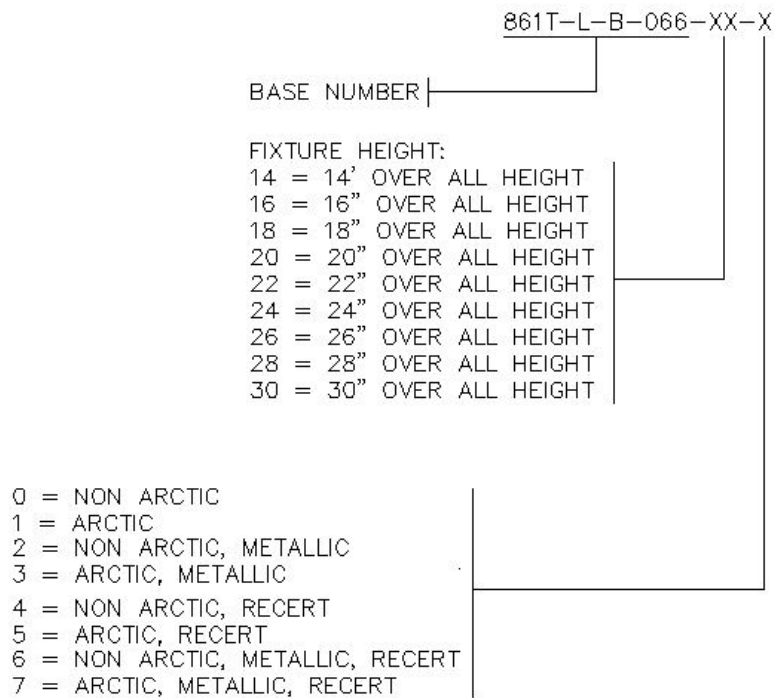 861T-L-B-066-XX-X
BASE NUMBER
FIXTURE HEIGHT:
14 = 14' OVER ALL HEIGHT
16 = 16" OVER ALL HEIGHT
18 = 18" OVER ALL HEIGHT
20 = 20" OVER ALL HEIGHT
22 = 22" OVER ALL HEIGHT
24 = 24" OVER ALL HEIGHT
26 = 26" OVER ALL HEIGHT
28 = 28" OVER ALL HEIGHT
30 = 30" OVER ALL HEIGHT
0 = NON ARCTIC
1 = ARCTIC
2 = NON ARCTIC, METALLIC
3 = ARCTIC, METALLIC
4 = NON ARCTIC, RECERT
5 = ARCTIC, RECERT
6 = NON ARCTIC, METALLIC, RECERT
7 = ARCTIC, METALLIC, RECERT